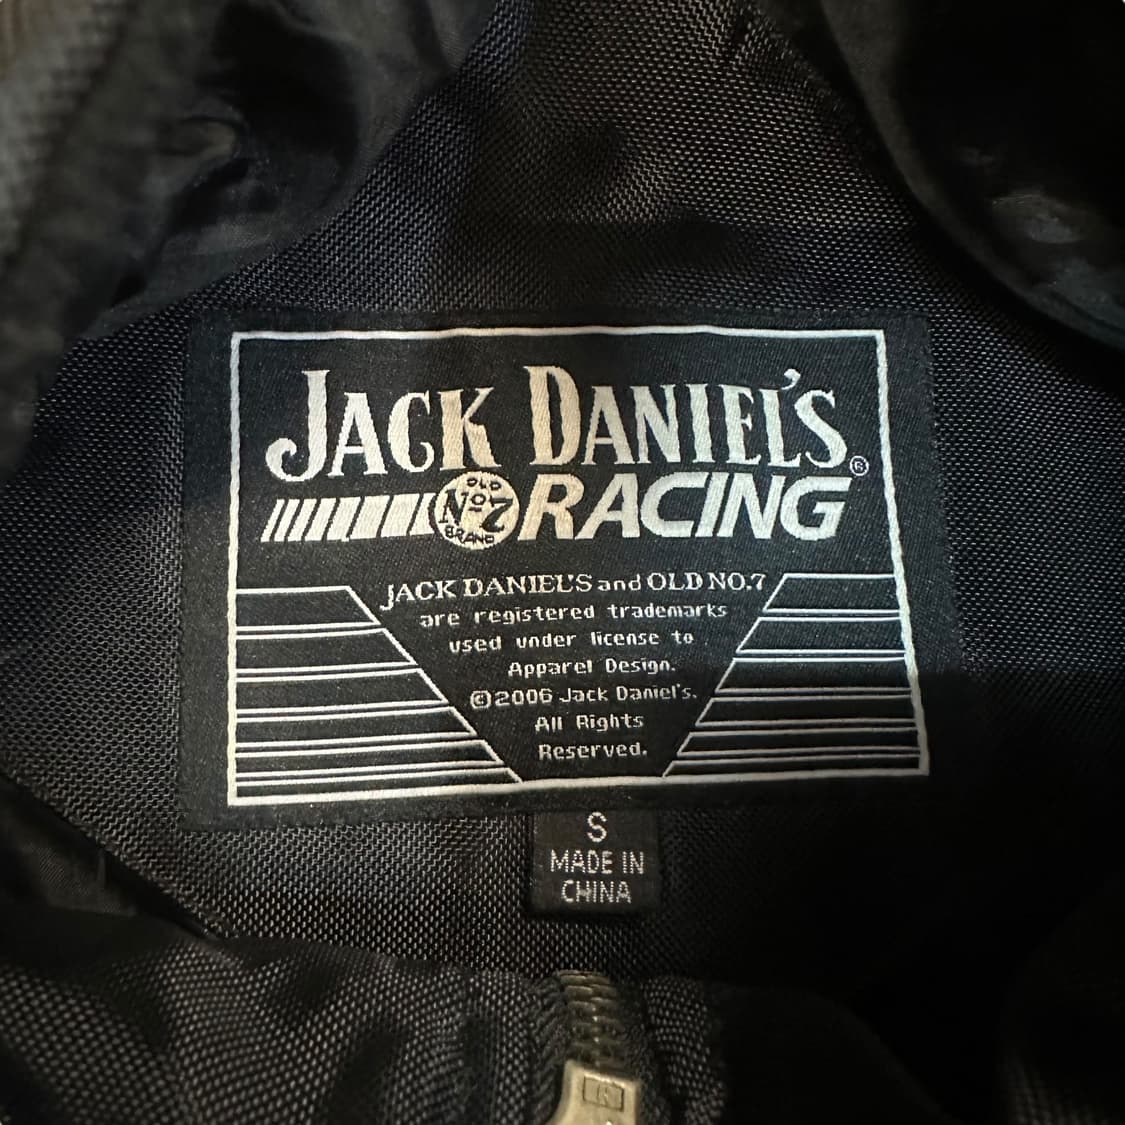 JACK DANIEL'S®
OLD
Nº7
BRAND
RACING
JACK DANIEL'S and OLD NO.7
are registered trademarks
used under license to
Apparel Design.
©2006 Jack Daniel's.
All Rights
Reserved.
S
MADE IN
CHINA